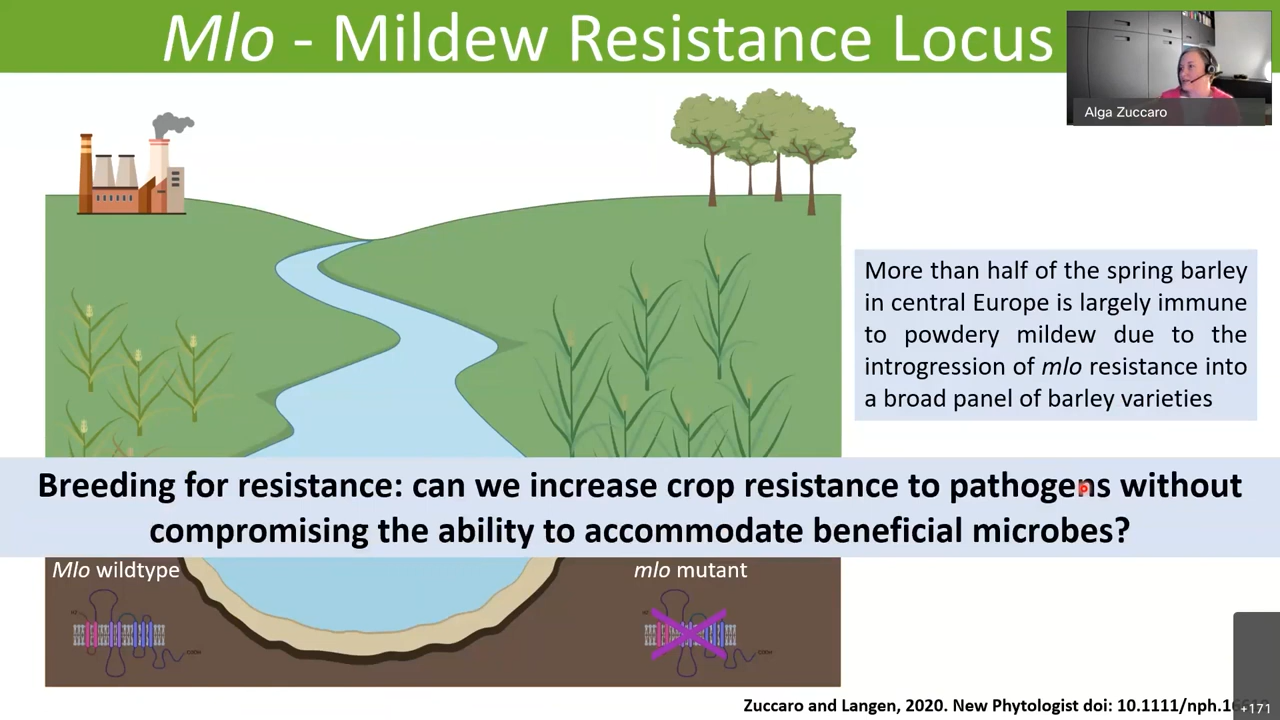 Mlo - Mildew Resistance Locus
Alga Zuccaro
More than half of the spring barley
in central Europe is largely immune
to powdery mildew due to the
introgression of mlo resistance into
a broad panel of barley varieties
Breeding for resistance: can we increase crop resistance to pathogens without
compromising the ability to accommodate beneficial microbes?
Mlo wildtype
mlo mutant
COOH
COOH
Zuccaro and Langen, 2020. New Phytologist doi:
+171